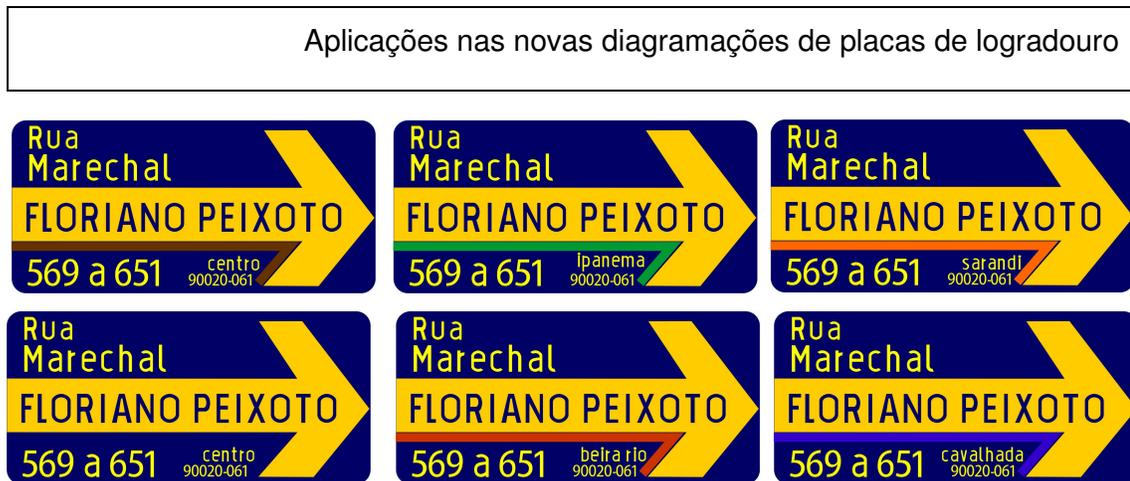 Aplicações nas novas diagramações de placas de logradouro
Rua
Marechal
FLORIANO PEIXOTO
569 a 651
centro
90020-061
Rua
Marechal
FLORIANO PEIXOTO
569 a 651
ipanema
90020-061
Rua
Marechal
FLORIANO PEIXOTO
569 a 651
sarandi
90020-061
Rua
Marechal
FLORIANO PEIXOTO
569 a 651
centro
90020-061
Rua
Marechal
FLORIANO PEIXOTO
569 a 651
beira rio
90020-061
Rua
Marechal
FLORIANO PEIXOTO
569 a 651
cavalhada
90020-061